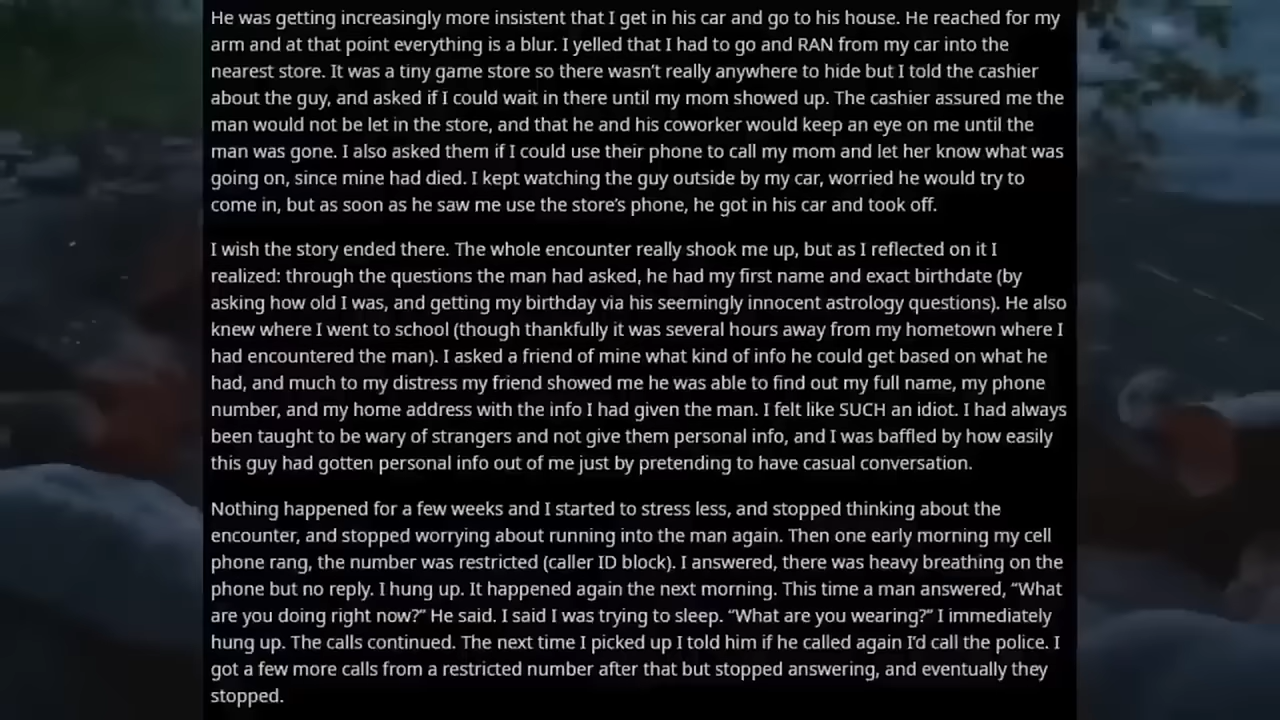 He was getting increasingly more insistent that I get in his car and go to his house. He reached for my
arm and at that point everything is a blur. I yelled that I had to go and RAN from my car into the
nearest store. It was a tiny game store so there wasn't really anywhere to hide but I told the cashier
about the guy, and asked if I could wait in there until my mom showed up. The cashier assured me the
man would not be let in the store, and that he and his coworker would keep an eye on me until the
man was gone. I also asked them if I could use their phone to call my mom and let her know what was
going on, since mine had died. I kept watching the guy outside by my car, worried he would try to
come in, but as soon as he saw me use the store's phone, he got in his car and took off.
I wish the story ended there. The whole encounter really shook me up, but as I reflected on it I
realized: through the questions the man had asked, he had my first name and exact birthdate (by
asking how old I was, and getting my birthday via his seemingly innocent astrology questions). He also
knew where I went to school (though thankfully it was several hours away from my hometown where I
had encountered the man). I asked a friend of mine what kind of info he could get based on what he
had, and much to my distress my friend showed me he was able to find out my full name, my phone
number, and my home address with the info I had given the man. I felt like SUCH an idiot. I had always
been taught to be wary of strangers and not give them personal info, and I was baffled by how easily
this guy had gotten personal info out of me just by pretending to have casual conversation.
Nothing happened for a few weeks and I started to stress less, and stopped thinking about the
encounter, and stopped worrying about running into the man again. Then one early morning my cell
phone rang, the number was restricted (caller ID block). I answered, there was heavy breathing on the
phone but no reply. I hung up. It happened again the next morning. This time a man answered, “What
are you doing right now?” He said. I said I was trying to sleep. “What are you wearing?” I immediately
hung up. The calls continued. The next time I picked up I told him if he called again I'd call the police. I
got a few more calls from a restricted number after that but stopped answering, and eventually they
stopped.